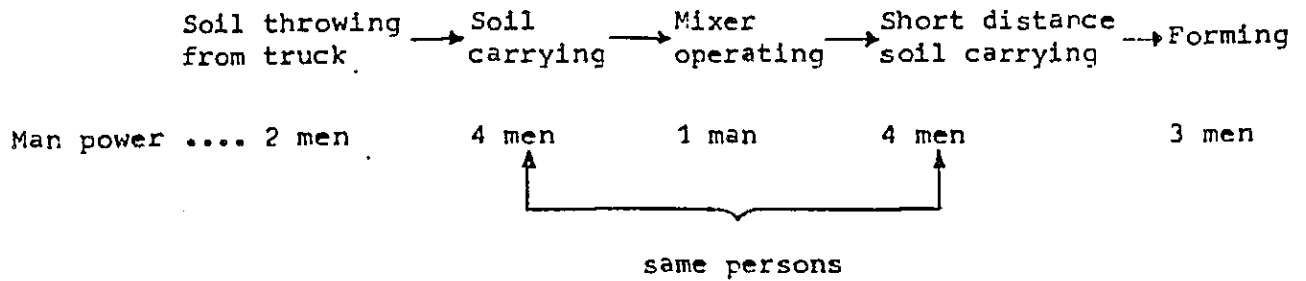 Soil throwing Soil Mixer Short distance
from truck carrying operating soil carrying Forming
Man power .... 2 men 4 men 1 man 4 men 3 men
same persons